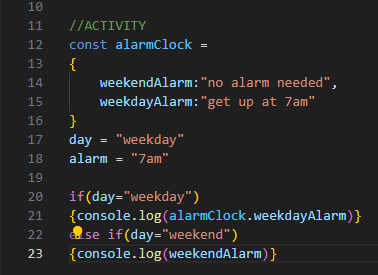 10
11 //ACTIVITY
12 const alarmClock =
13 {
14 weekendAlarm:"no alarm needed",
15 weekdayAlarm:"get up at 7am"
16 }
17 day = "weekday"
18 alarm = "7am"
19
20 if(day="weekday")
21 {console.log(alarmClock.weekdayAlarm)}
22 else if(day="weekend")
23 {console.log(weekendAlarm)}